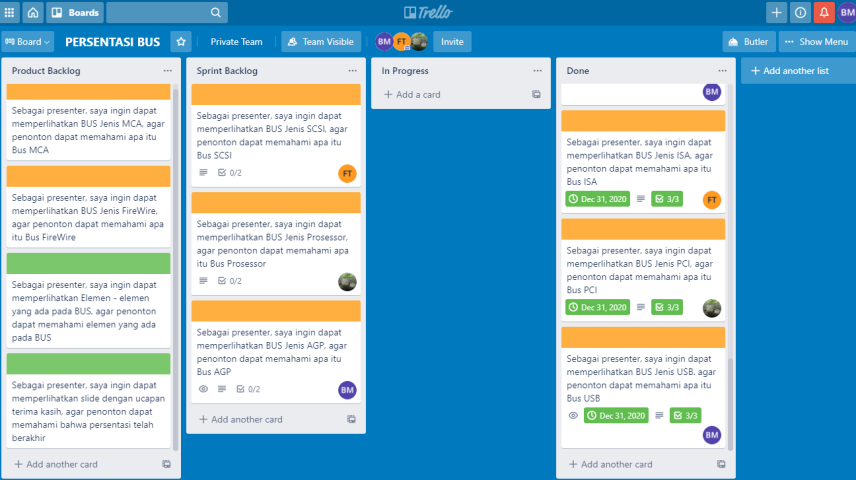 Boards
Trello
BM
Board
PERSENTASI BUS
Private Team
Team Visible
BM
FT
Invite
Butler
Show Menu
Product Backlog
Sebagai presenter, saya ingin dapat
memperlihatkan BUS Jenis MCA, agar
penonton dapat memahami apa itu
Bus MCA
Sebagai presenter, saya ingin dapat
memperlihatkan BUS Jenis FireWire,
agar penonton dapat memahami apa
itu Bus FireWire
Sebagai presenter, saya ingin dapat
memperlihatkan Elemen - elemen
yang ada pada BUS, agar penonton
dapat memahami elemen yang ada
pada BUS
Sebagai presenter, saya ingin dapat
memperlihatkan slide dengan ucapan
terima kasih, agar penonton dapat
memahami bahwa persentasi telah
berakhir
+ Add another card
Sprint Backlog
Sebagai presenter, saya ingin dapat
memperlihatkan BUS Jenis SCSI, agar
penonton dapat memahami apa itu
Bus SCSI
0/2
FT
Sebagai presenter, saya ingin dapat
memperlihatkan BUS Jenis Prosessor,
agar penonton dapat memahami apa
itu Bus Prosessor
0/2
Sebagai presenter, saya ingin dapat
memperlihatkan BUS Jenis AGP, agar
penonton dapat memahami apa itu
Bus AGP
0/2
BM
+ Add another card
In Progress
+ Add a card
Done
BM
Sebagai presenter, saya ingin dapat
memperlihatkan BUS Jenis ISA, agar
penonton dapat memahami apa itu
Bus ISA
Dec 31, 2020
3/3
FT
Sebagai presenter, saya ingin dapat
memperlihatkan BUS Jenis PCI, agar
penonton dapat memahami apa itu
Bus PCI
Dec 31, 2020
3/3
Sebagai presenter, saya ingin dapat
memperlihatkan BUS Jenis USB. agar
penonton dapat memahami apa itu
Bus USB
Dec 31, 2020
3/3
BM
+ Add another card
+ Add another list